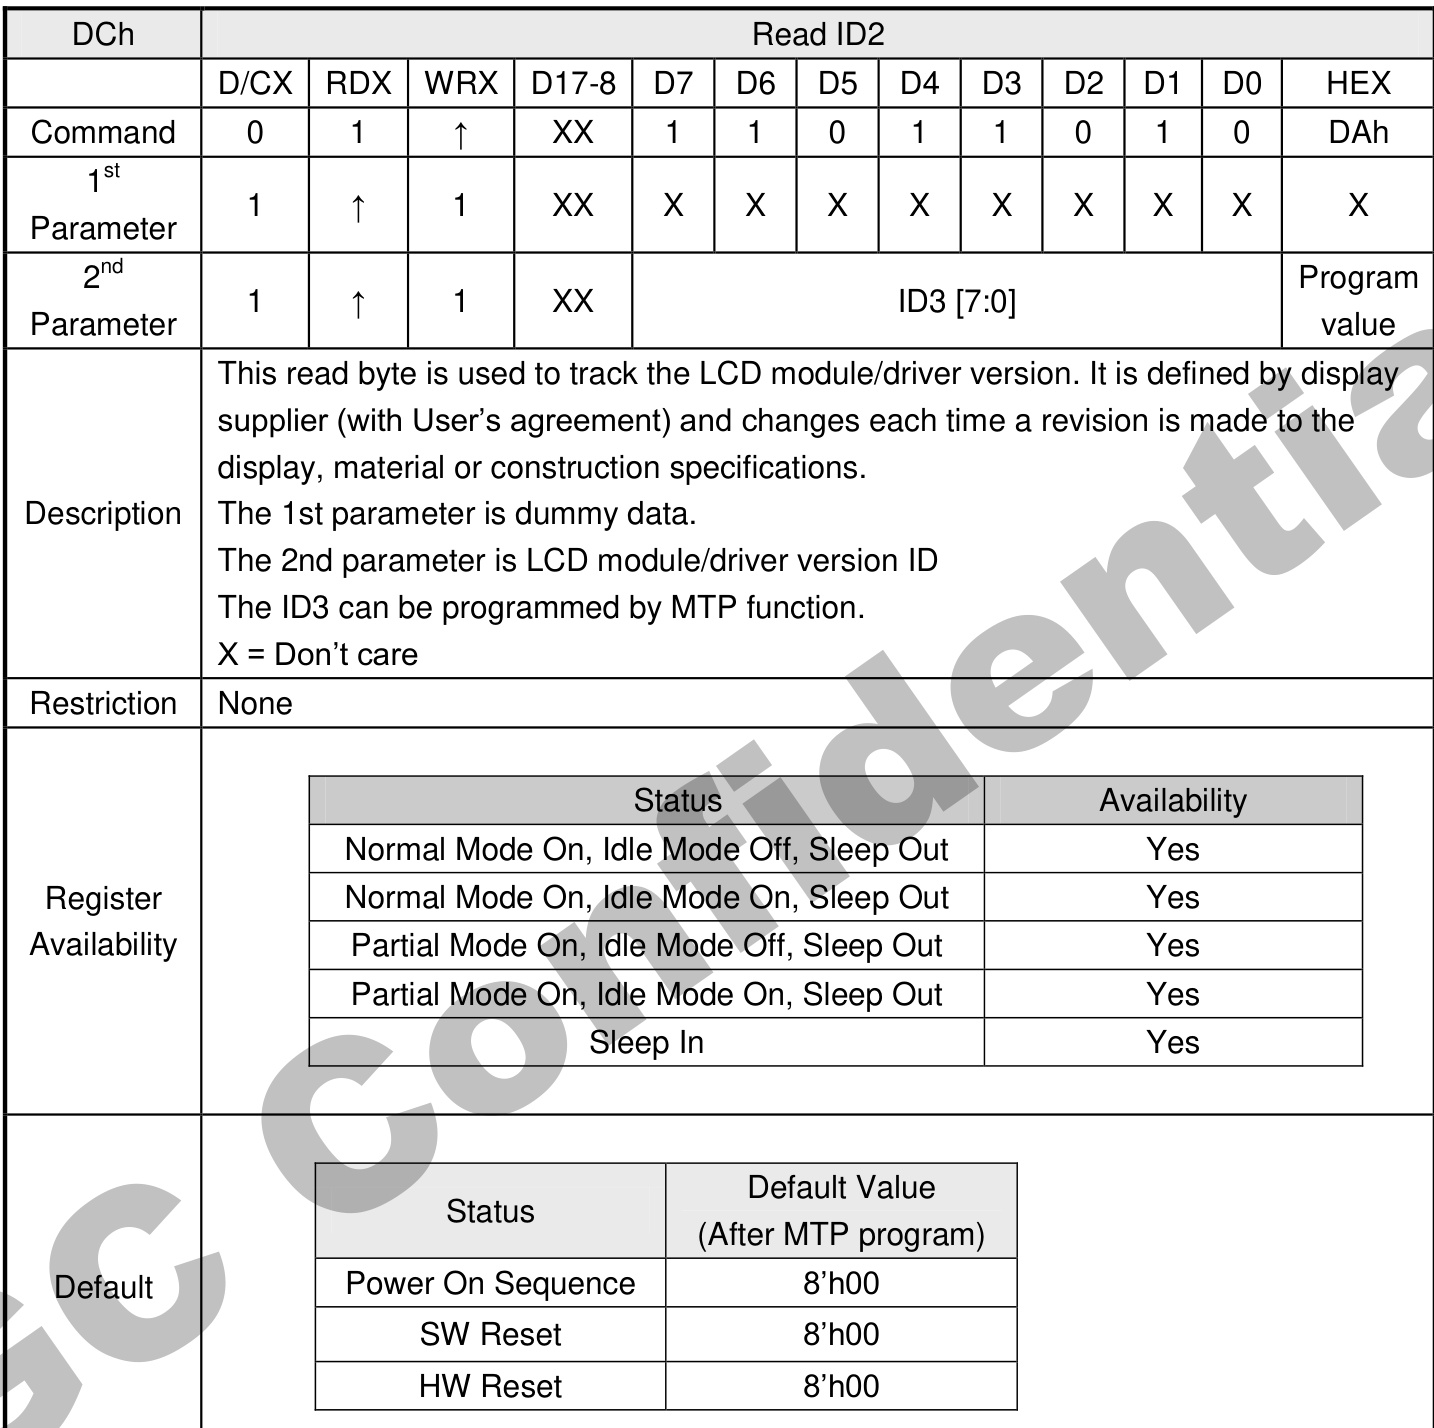 DCh Read ID2
D/CX RDX WRX D17-8 D7 D6 D5 D4 D3 D2 D1 D0 HEX
Command 0 1 ↑ XX 1 1 0 1 1 0 1 0 DAh
1st Parameter 1 ↑ 1 XX X X X X X X X X X
2nd Parameter 1 ↑ 1 XX ID3 [7:0] Program value
Description
This read byte is used to track the LCD module/driver version. It is defined by display
supplier (with User's agreement) and changes each time a revision is made to the
display, material or construction specifications.
The 1st parameter is dummy data.
The 2nd parameter is LCD module/driver version ID
The ID3 can be programmed by MTP function.
X = Don't care
Restriction None
Register
Availability
Status Availability
Normal Mode On, Idle Mode Off, Sleep Out Yes
Normal Mode On, Idle Mode On, Sleep Out Yes
Partial Mode On, Idle Mode Off, Sleep Out Yes
Partial Mode On, Idle Mode On, Sleep Out Yes
Sleep In Yes
Default
Status Default Value
(After MTP program)
Power On Sequence 8'h00
SW Reset 8'h00
HW Reset 8'h00
GC Confidentia